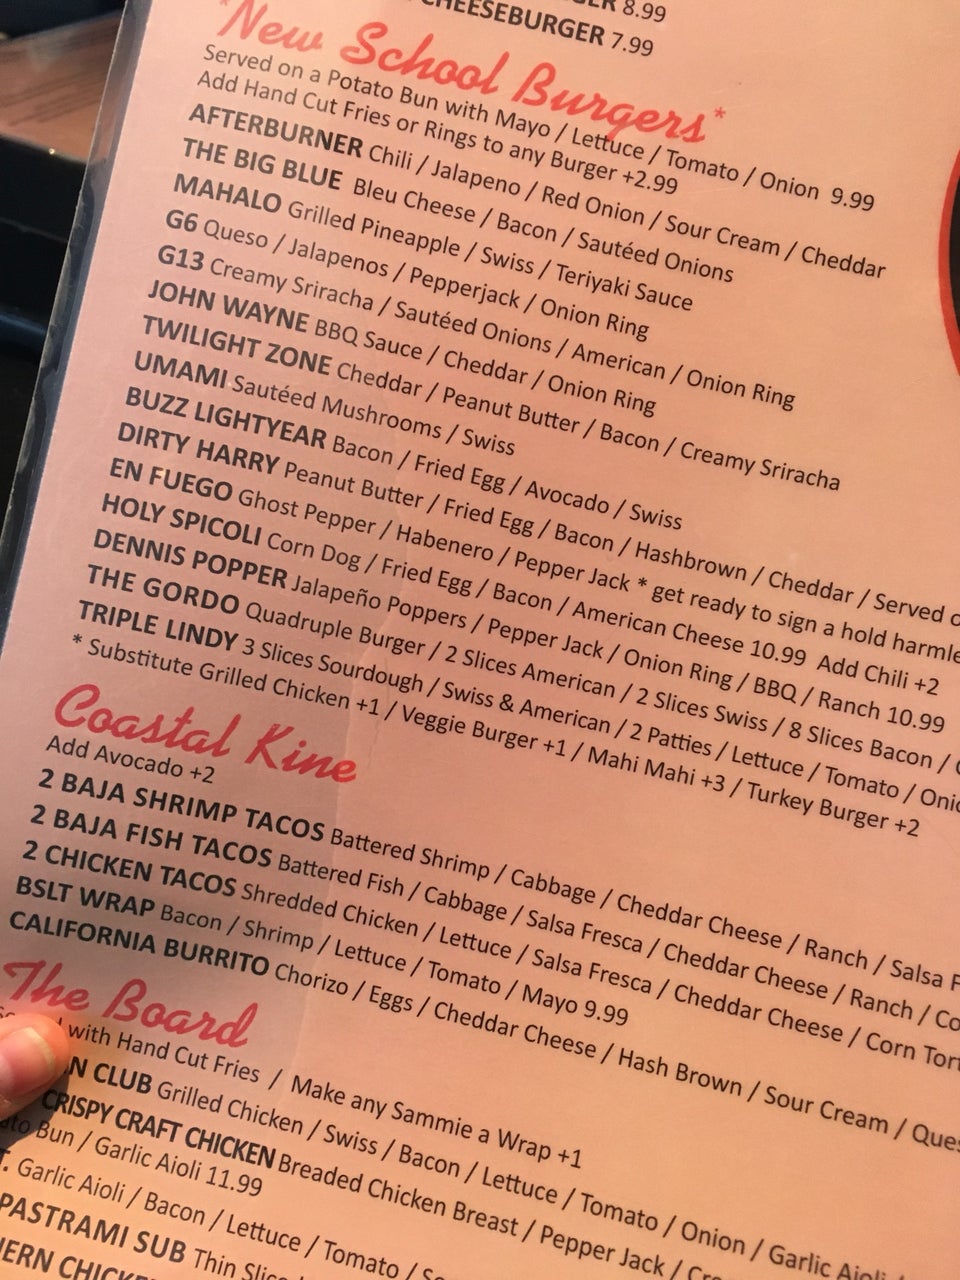 8.99
CHEESEBURGER 7.99
*New School Burgers*
Served on a Potato Bun with Mayo / Lettuce / Tomato / Onion 9.99
Add Hand Cut Fries or Rings to any Burger +2.99
AFTERBURNER Chili / Jalapeno / Red Onion / Sour Cream / Cheddar
THE BIG BLUE Bleu Cheese / Bacon / Sautéed Onions
MAHALO Grilled Pineapple / Swiss / Teriyaki Sauce
G6 Queso / Jalapenos / Pepperjack / Onion Ring
G13 Creamy Sriracha / Sautéed Onions / American / Onion Ring
JOHN WAYNE BBQ Sauce / Cheddar / Onion Ring
TWILIGHT ZONE Cheddar / Peanut Butter / Bacon / Creamy Sriracha
UMAMI Sautéed Mushrooms / Swiss
BUZZ LIGHTYEAR Bacon / Fried Egg / Avocado / Swiss
DIRTY HARRY Peanut Butter / Fried Egg / Bacon / Hashbrown / Cheddar / Served
EN FUEGO Ghost Pepper / Habenero / Pepper Jack * get ready to sign a hold
HOLY SPICOLI Corn Dog / Fried Egg / Bacon / American Cheese 10.99 Add Chili +2
DENNIS POPPER Jalapeño Poppers / Pepper Jack / Onion Ring / BBQ / Ranch 10.99
THE GORDO Quadruple Burger / 2 Slices American / 2 Slices Swiss / 8 Slices Bacon /
TRIPLE LINDY 3 Slices Sourdough / Swiss & American / 2 Patties / Lettuce / Tomato /
* Substitute Grilled Chicken +1 / Veggie Burger +1 / Mahi Mahi +3 / Turkey Burger +2
Coastal Kine
Add Avocado +2
2 BAJA SHRIMP TACOS Battered Shrimp / Cabbage / Cheddar Cheese / Ranch / Salsa
2 BAJA FISH TACOS Battered Fish / Cabbage / Salsa Fresca / Cheddar Cheese / Ranch /
2 CHICKEN TACOS Shredded Chicken / Lettuce / Salsa Fresca / Cheddar Cheese / Corn
BSLT WRAP Bacon / Shrimp / Lettuce / Tomato / Mayo 9.99
CALIFORNIA BURRITO Chorizo / Eggs / Cheddar Cheese / Hash Brown / Sour Cream /
The Board
with Hand Cut Fries / Make any Sammie a Wrap +1
CLUB Grilled Chicken / Swiss / Bacon / Lettuce / Tomato / Onion / Garlic Aioli
CRISPY CRAFT CHICKEN Breaded Chicken Breast / Pepper Jack /
Bun / Garlic Aioli 11.99
Garlic Aioli / Bacon / Lettuce / Tomato /
PASTRAMI SUB Thin